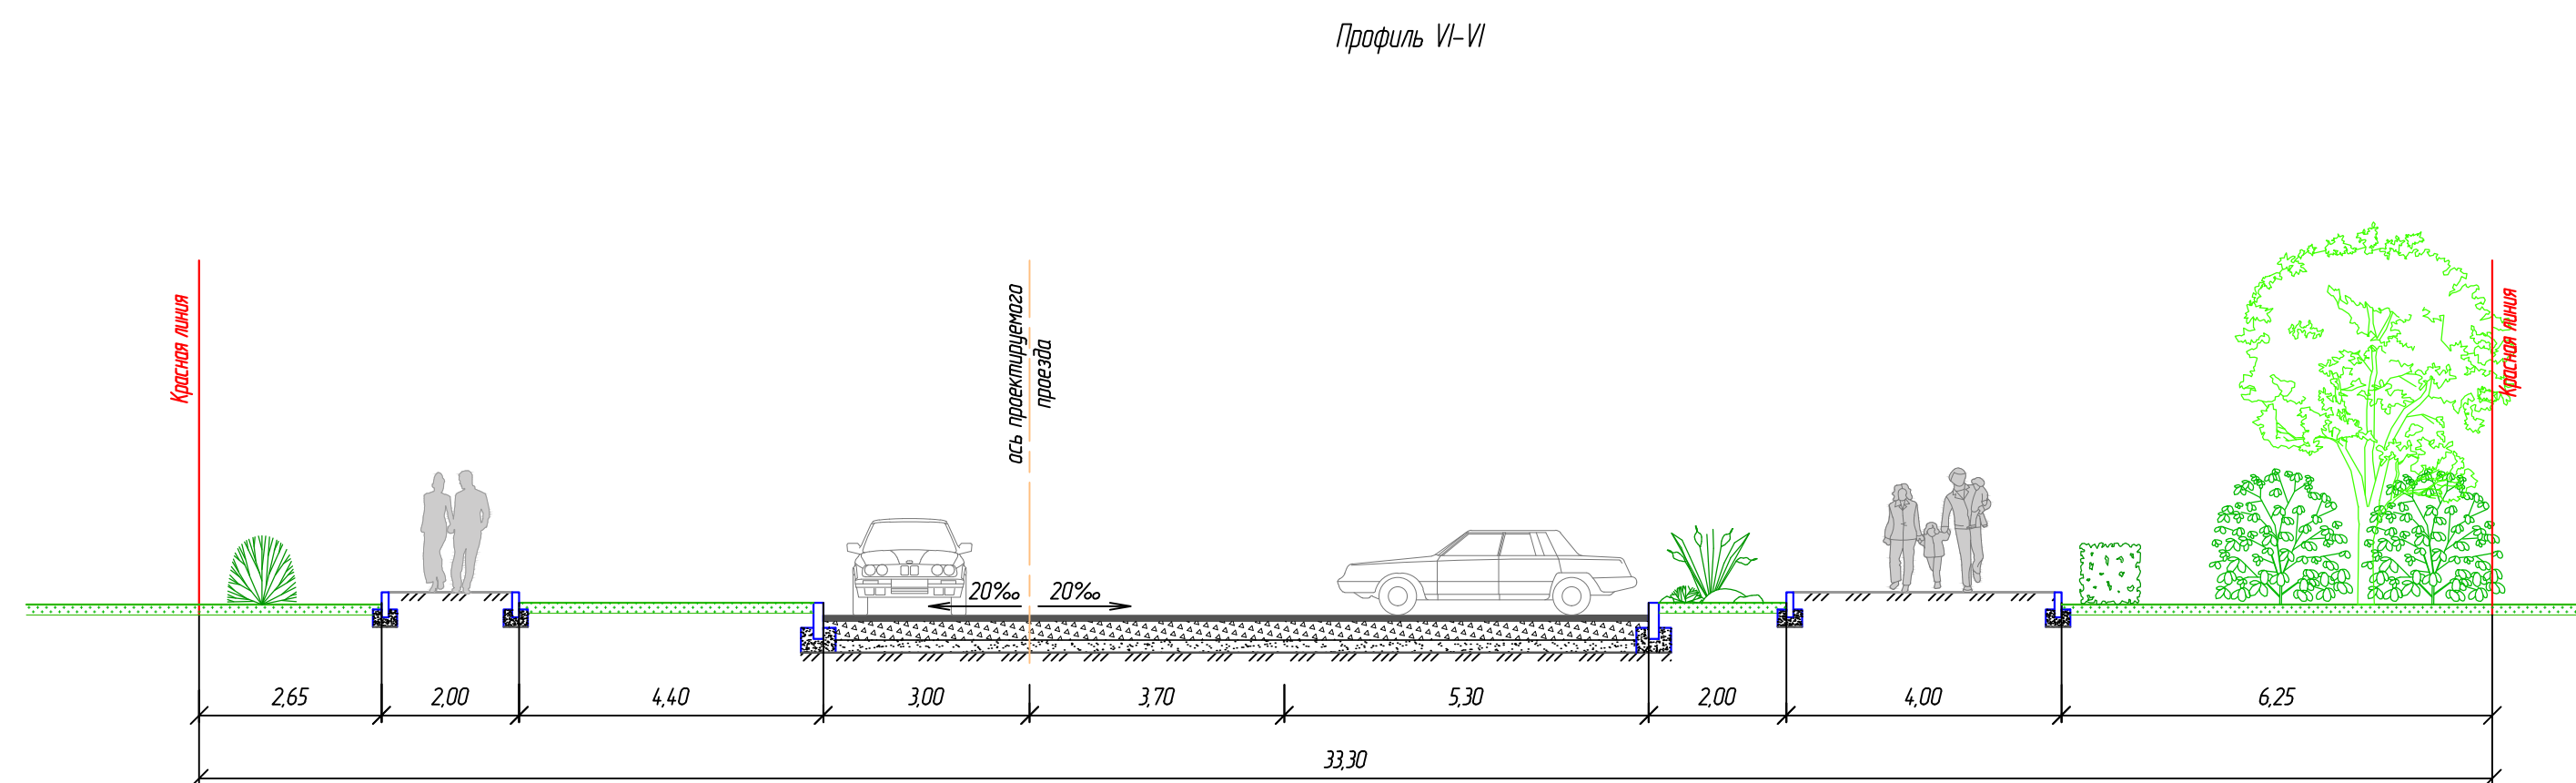 Профиль VI-VI
Красная линия
ось проектируемого
проезда
Красная линия
20‰
20‰
2,65
2,00
4,40
3,00
3,70
5,30
2,00
4,00
6,25
33,30